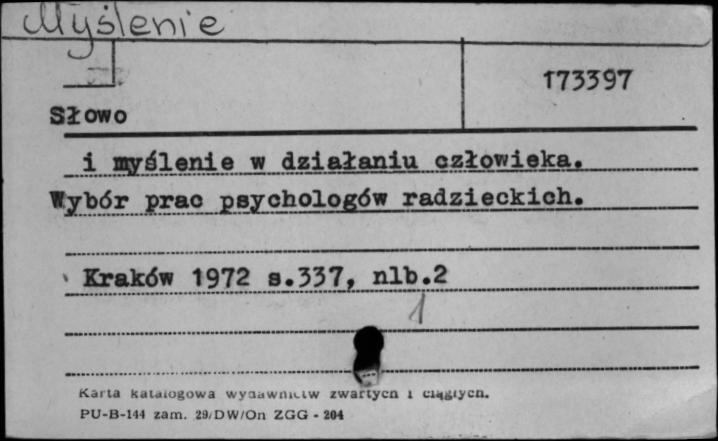 Myślenie
173397
Słowo
i myślenie w działaniu człowieka.
Wybór prac psychologów radzieckich.
Kraków 1972 s.337, nlb.2
1
Karta katalogowa wydawnictw zwartych i ciągłych.
PU-B-144 zam. 29/DW/On ZGG - 204